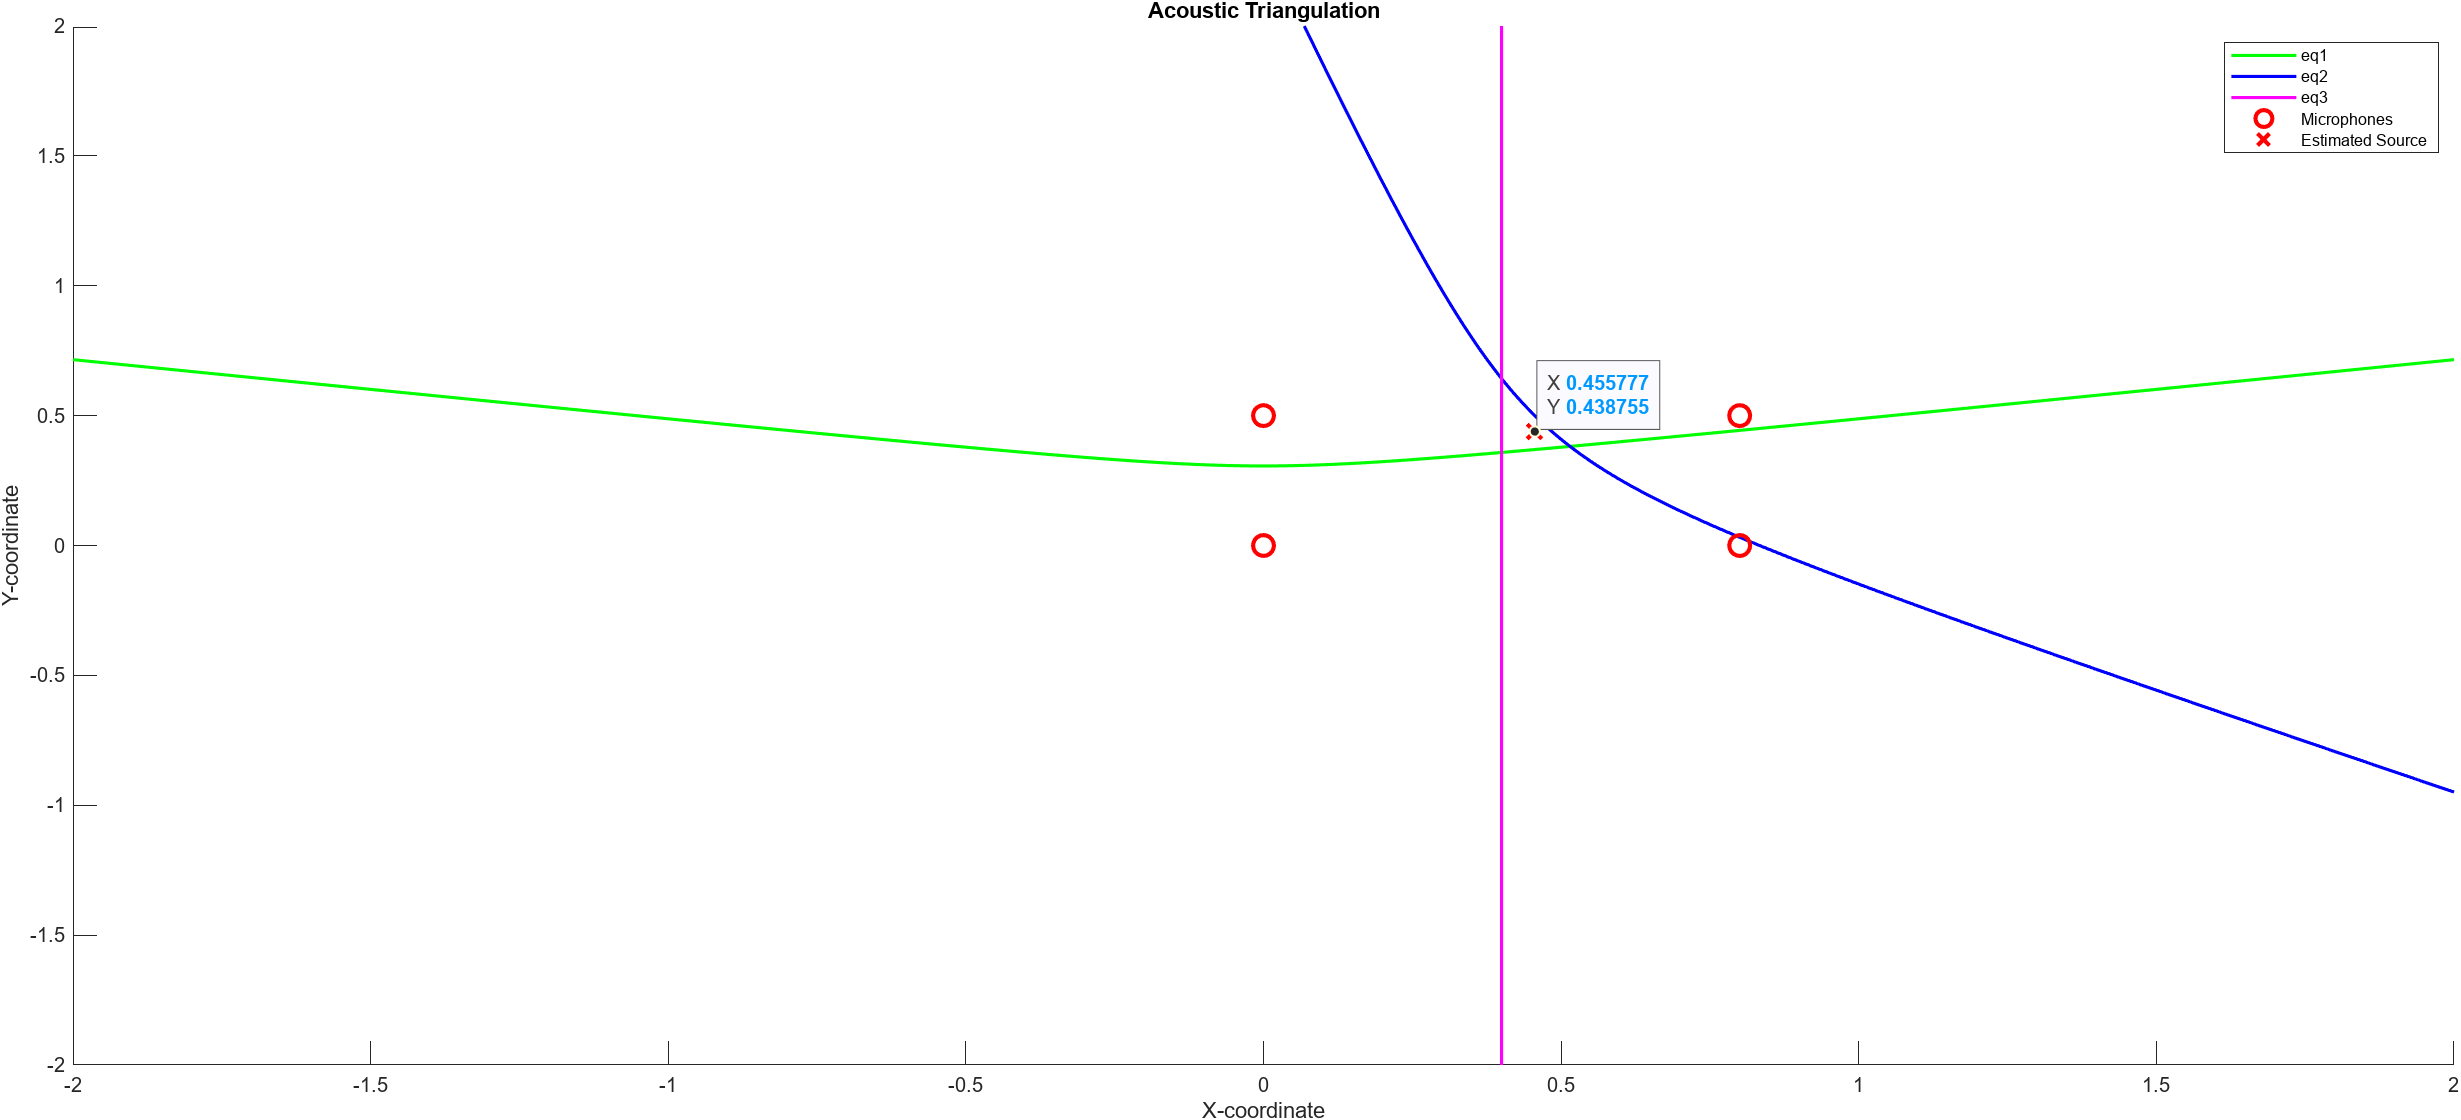 Acoustic Triangulation
eq1
eq2
eq3
Microphones
Estimated Source
X 0.455777
Y 0.438755
Y-coordinate
2
1.5
1
0.5
0
-0.5
-1
-1.5
-2
-2
-1.5
-1
-0.5
0
0.5
1
1.5
2
X-coordinate